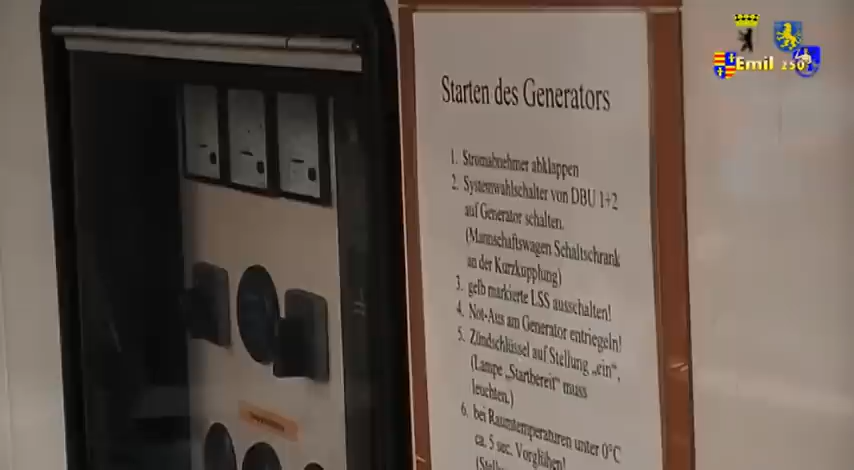 Emil 250
Starten des Generators
1. Stromabnehmer abklappen
2. Systemwahlschalter von DBU 1+2
auf Generator schalten.
(Mannschaftswagen Schaltschrank
an der Kurzkupplung)
3. gelb markierte LSS ausschalten!
4. Not-Aus am Generator entriegeln!
5. Zündschlüssel auf Stellung „ein“,
(Lampe „Startbereit“ muss
leuchten.)
6. bei Raumtemperaturen unter 0°C
ca. 5 sec. Vorglühen!